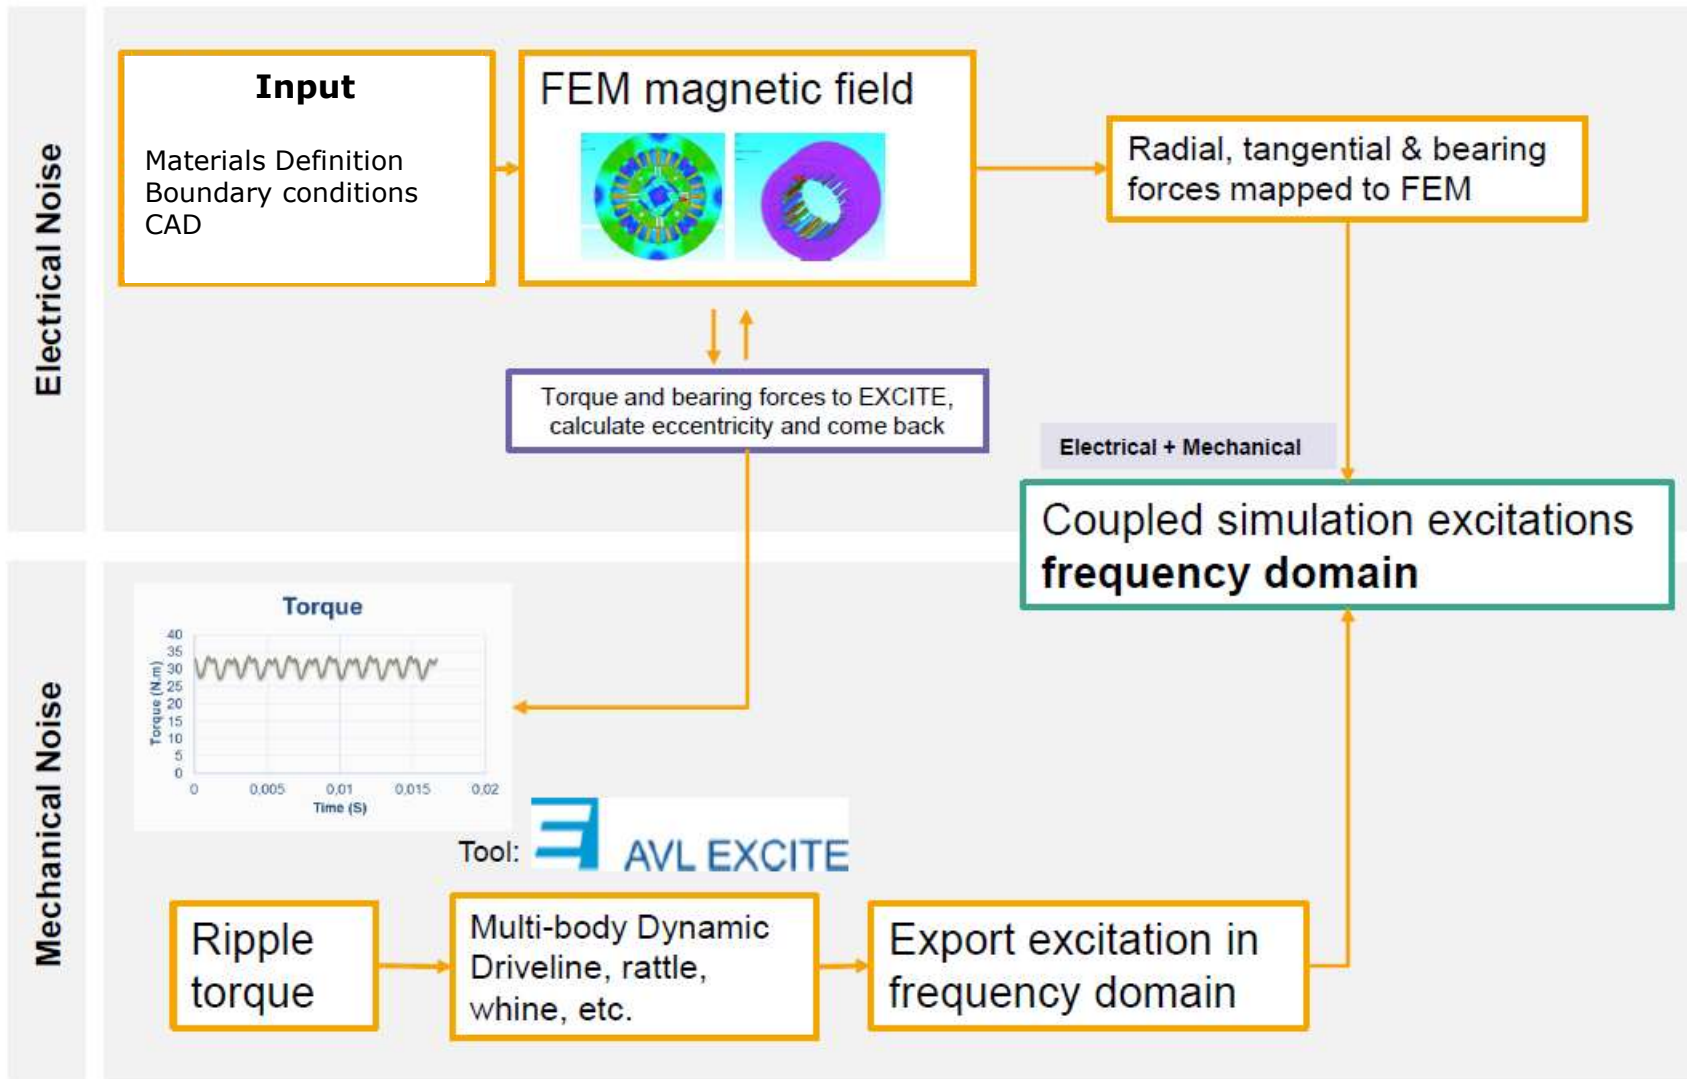 Electrical Noise
Input
Materials Definition
Boundary conditions
CAD
FEM magnetic field
Radial, tangential & bearing
forces mapped to FEM
Torque and bearing forces to EXCITE,
calculate eccentricity and come back
Electrical + Mechanical
Coupled simulation excitations
frequency domain
Mechanical Noise
Torque
Torque (N.m)
40
35
30
25
20
15
10
5
0
0 0,005 0,01 0,015 0,02
Time (S)
Tool: AVL EXCITE
Ripple
torque
Multi-body Dynamic
Driveline, rattle,
whine, etc.
Export excitation in
frequency domain